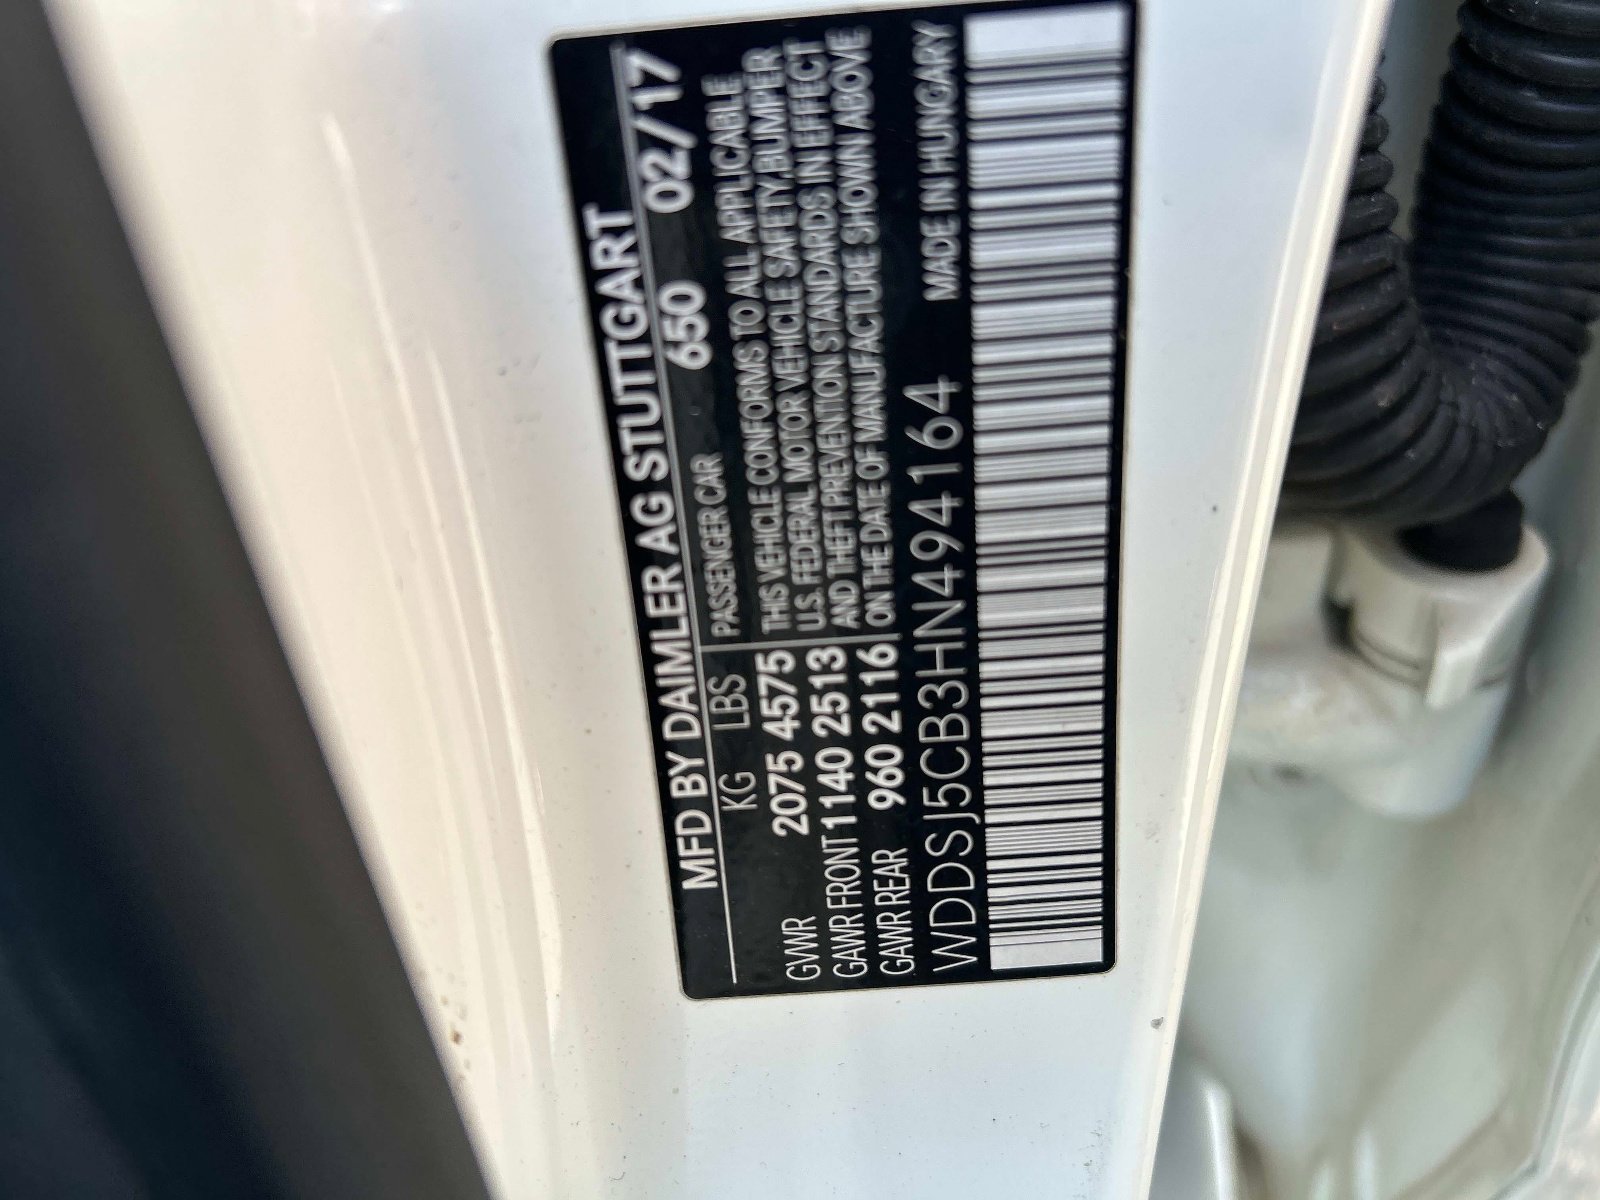 MFD BY DAIMLER AG STUTTGART
KG LBS 650 02/17
GVWR 2075 4575
GAWR FRONT 1140 2513
GAWR REAR 960 2116
PASSENGER CAR
THIS VEHICLE CONFORMS TO ALL APPLICABLE
U.S. FEDERAL MOTOR VEHICLE SAFETY,BUMPER
AND THEFT PREVENTION STANDARDS IN EFFECT
ON THE DATE OF MANUFACTURE SHOWN ABOVE
WDDSJ5CB3HN494164 MADE IN HUNGARY